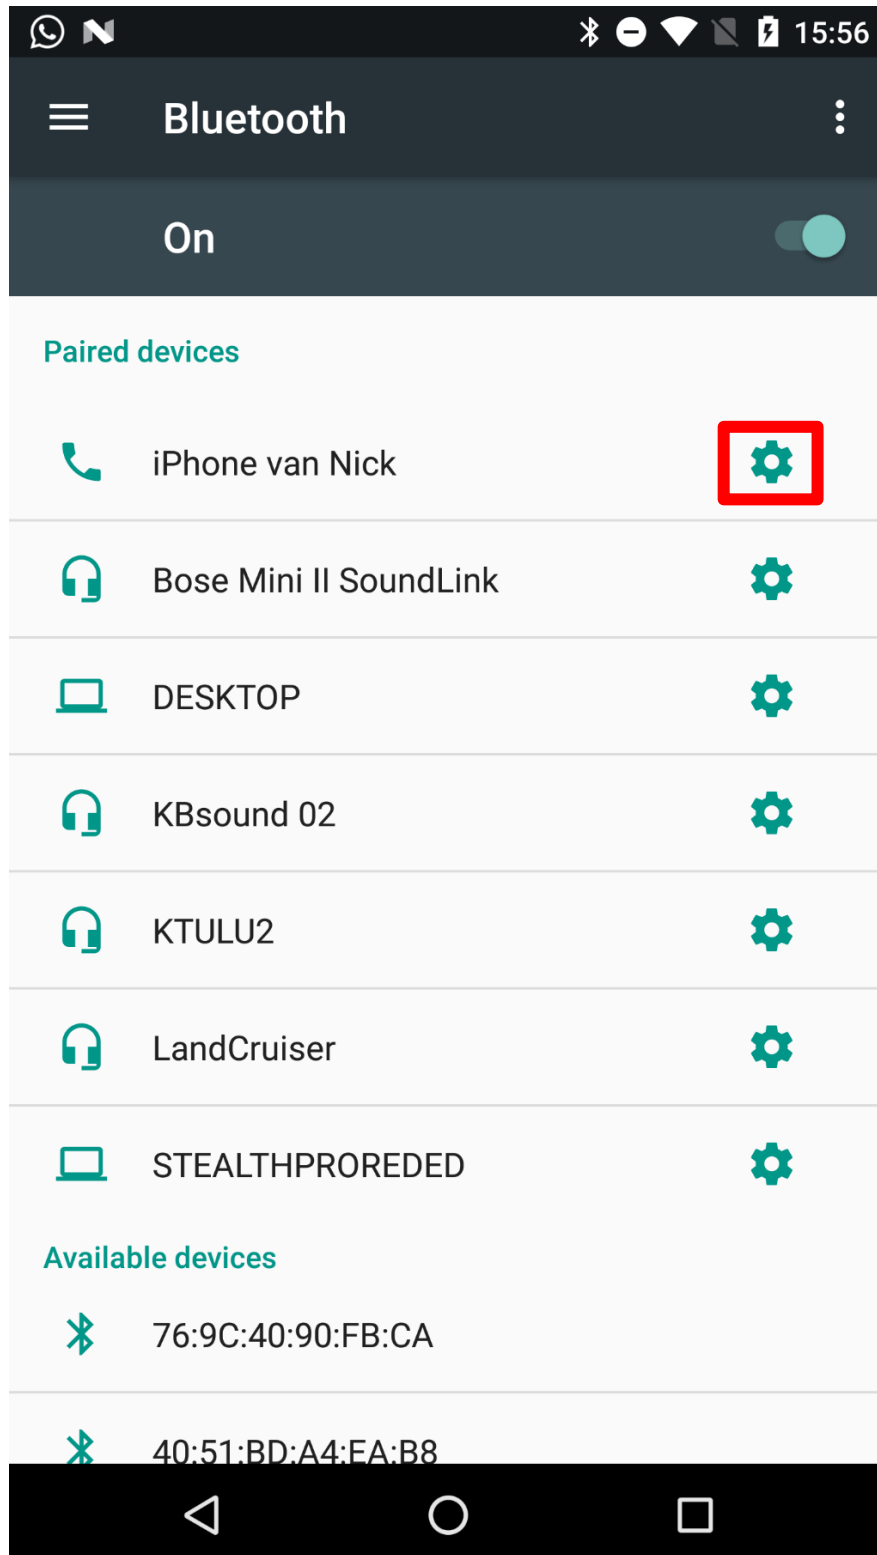 15:56
Bluetooth
On
Paired devices
iPhone van Nick
Bose Mini II SoundLink
DESKTOP
KBsound 02
KTULU2
LandCruiser
STEALTHPROREDED
Available devices
76:9C:40:90:FB:CA
40:51:BD:A4:EA:B8